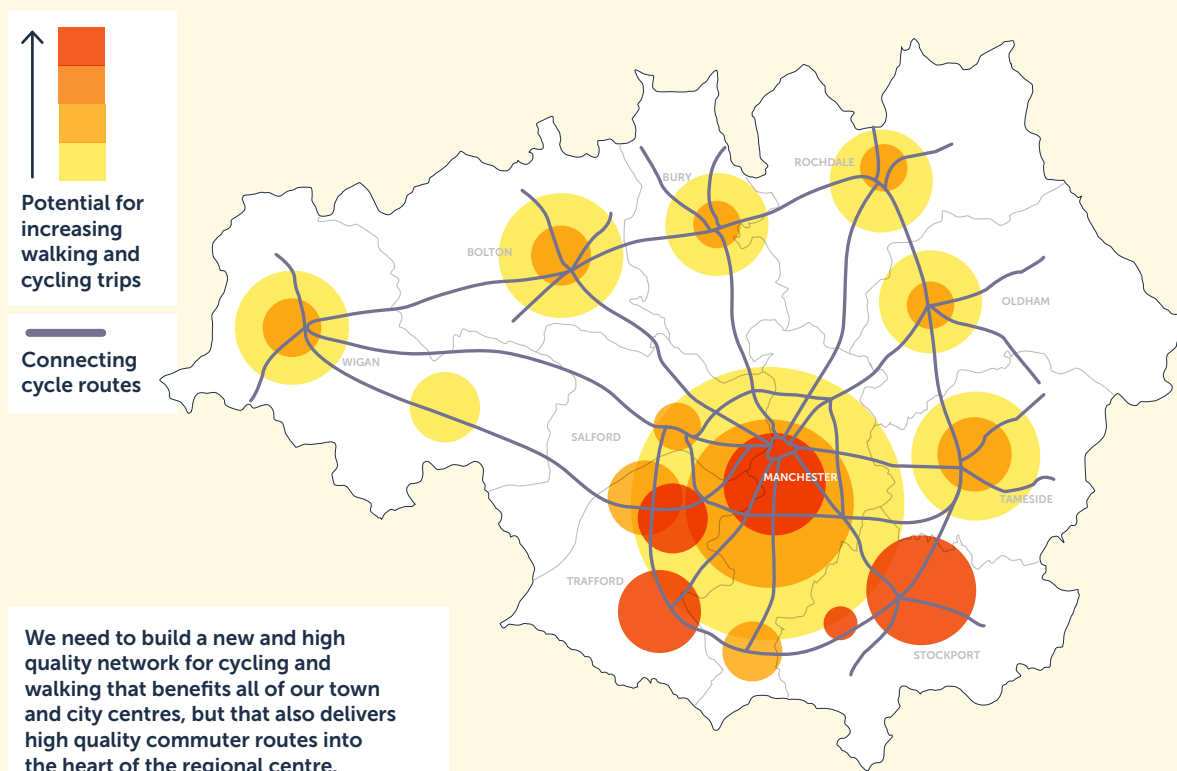 Potential for
increasing
walking and
cycling trips
Connecting
cycle routes
ROCHDALE
BURY
BOLTON
OLDHAM
WIGAN
SALFORD
MANCHESTER
TAMESIDE
TRAFFORD
STOCKPORT
We need to build a new and high
quality network for cycling and
walking that benefits all of our town
and city centres, but that also delivers
high quality commuter routes into
the heart of the regional centre.